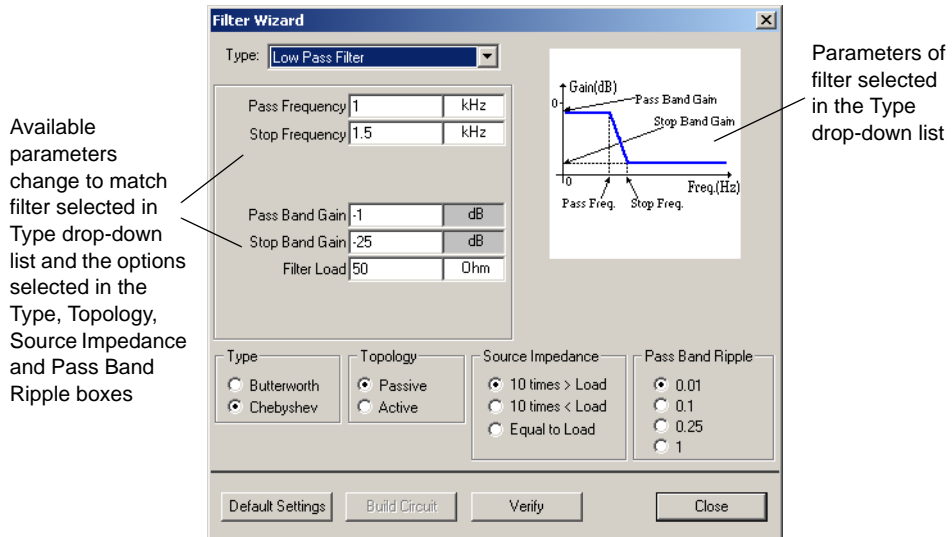 Filter Wizard
Type: Low Pass Filter
Pass Frequency 1 kHz
Stop Frequency 1.5 kHz
Pass Band Gain -1 dB
Stop Band Gain -25 dB
Filter Load 50 Ohm
Gain(dB)
0
Pass Band Gain
Stop Band Gain
0
Freq.(Hz)
Pass Freq. Stop Freq.
Available
parameters
change to match
filter selected in
Type drop-down
list and the options
selected in the
Type, Topology,
Source Impedance
and Pass Band
Ripple boxes
Parameters of
filter selected
in the Type
drop-down list
Type
Butterworth
Chebyshev
Topology
Passive
Active
Source Impedance
10 times > Load
10 times < Load
Equal to Load
Pass Band Ripple
0.01
0.1
0.25
1
Default Settings Build Circuit Verify Close